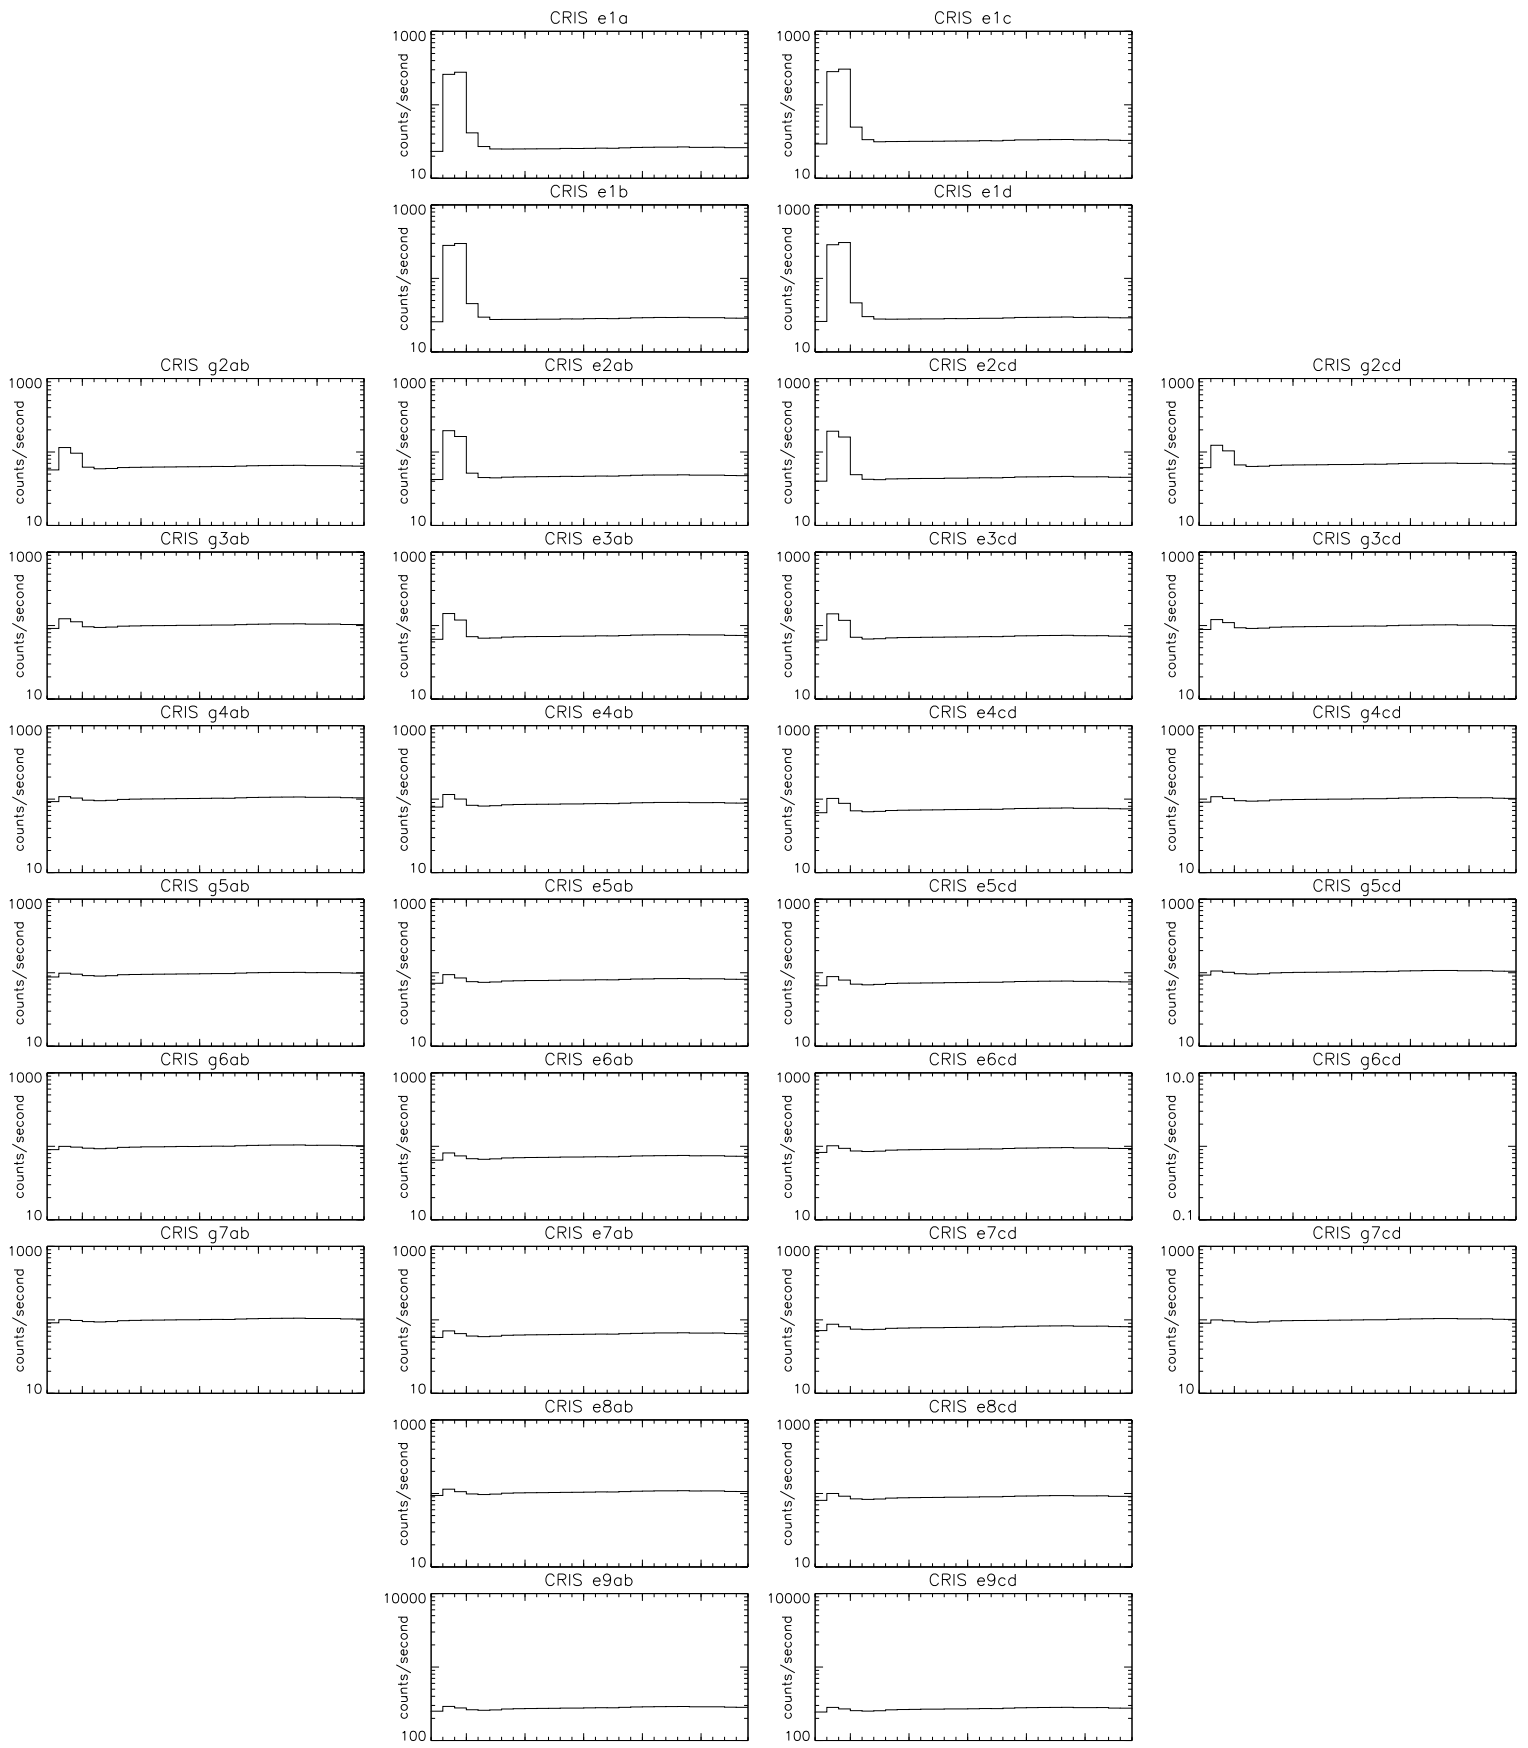 CRIS e1a
1000
counts/second
10
CRIS e1c
1000
counts/second
10
CRIS e1b
1000
counts/second
10
CRIS e1d
1000
counts/second
10
CRIS g2ab
1000
counts/second
10
CRIS e2ab
1000
counts/second
10
CRIS e2cd
1000
counts/second
10
CRIS g2cd
1000
counts/second
10
CRIS g3ab
1000
counts/second
10
CRIS e3ab
1000
counts/second
10
CRIS e3cd
1000
counts/second
10
CRIS g3cd
1000
counts/second
10
CRIS g4ab
1000
counts/second
10
CRIS e4ab
1000
counts/second
10
CRIS e4cd
1000
counts/second
10
CRIS g4cd
1000
counts/second
10
CRIS g5ab
1000
counts/second
10
CRIS e5ab
1000
counts/second
10
CRIS e5cd
1000
counts/second
10
CRIS g5cd
1000
counts/second
10
CRIS g6ab
1000
counts/second
10
CRIS e6ab
1000
counts/second
10
CRIS e6cd
1000
counts/second
10
CRIS g6cd
10.0
counts/second
0.1
CRIS g7ab
1000
counts/second
10
CRIS e7ab
1000
counts/second
10
CRIS e7cd
1000
counts/second
10
CRIS g7cd
1000
counts/second
10
CRIS e8ab
1000
counts/second
10
CRIS e8cd
1000
counts/second
10
CRIS e9ab
10000
counts/second
100
CRIS e9cd
10000
counts/second
100